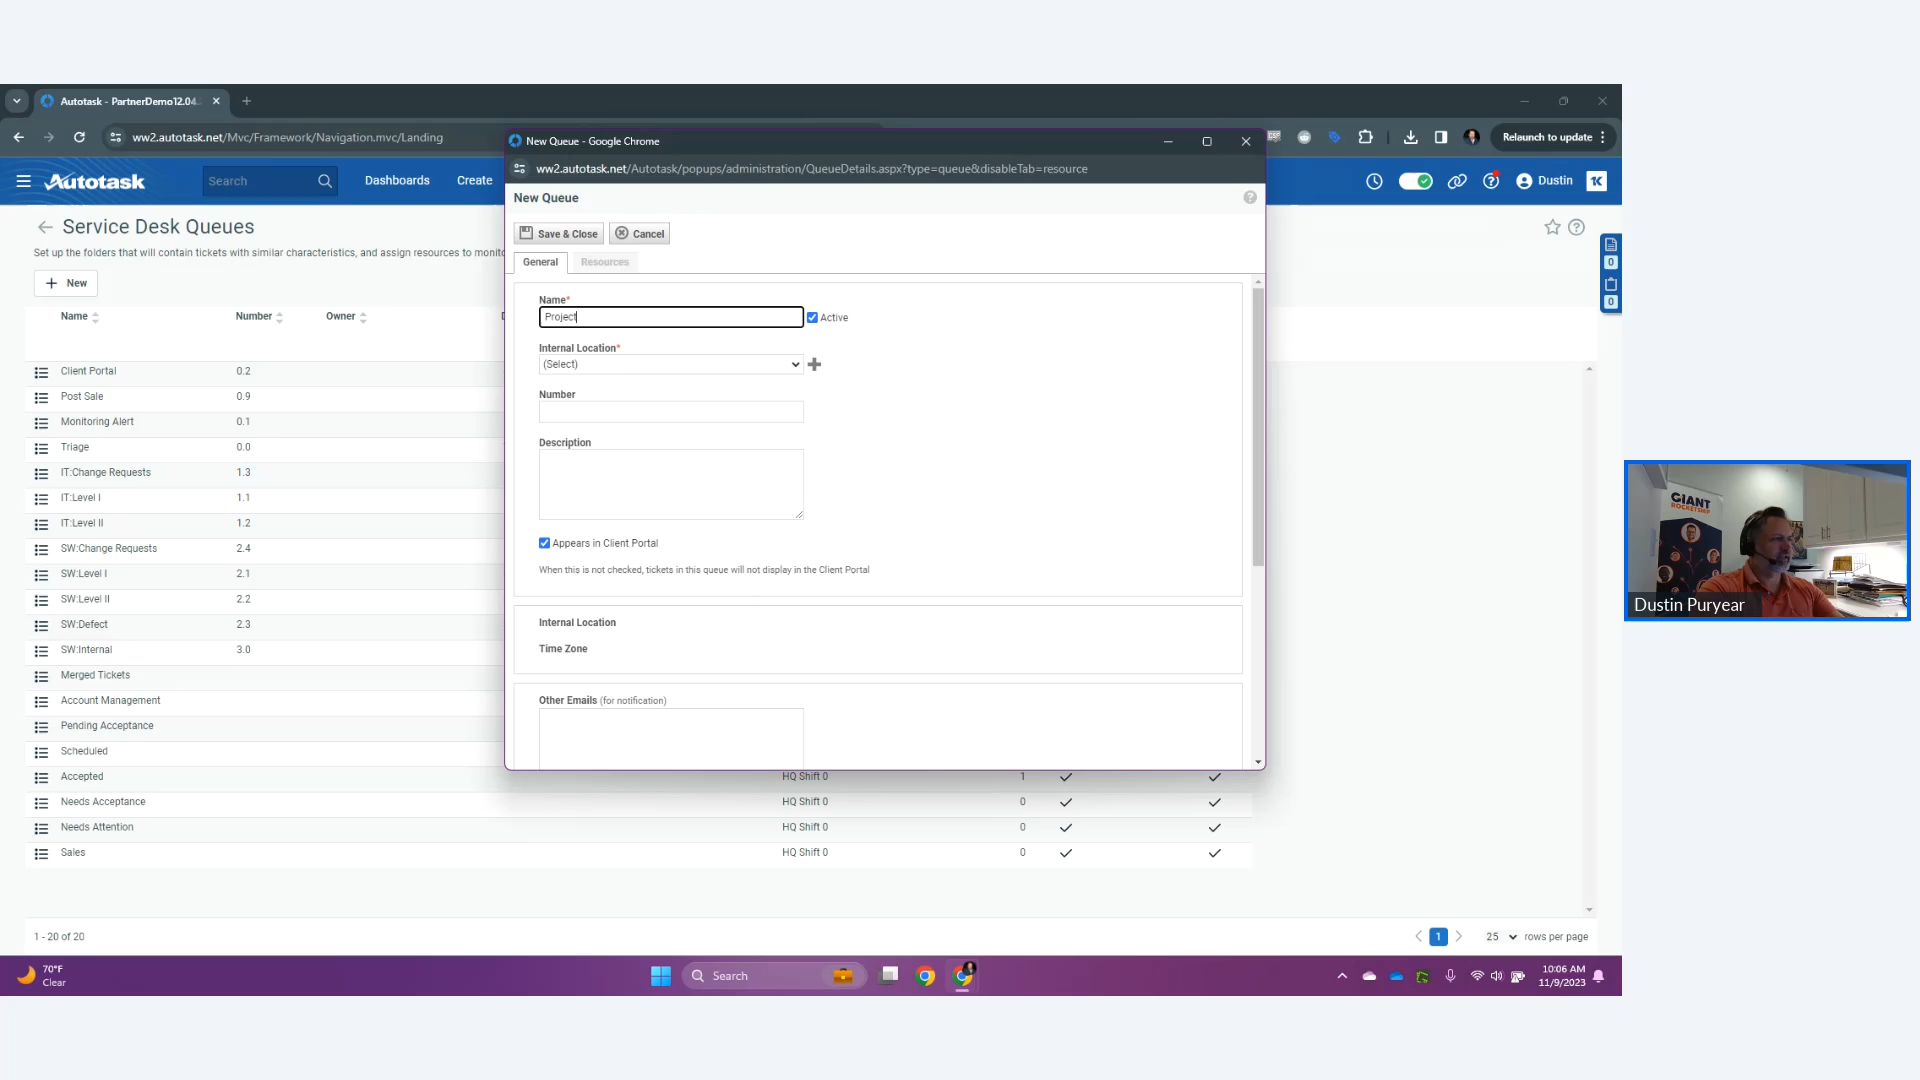 Autotask - PartnerDemo12.04.
ww2.autotask.net/Mvc/Framework/Navigation.mvc/Landing
Relaunch to update
New Queue - Google Chrome
ww2.autotask.net/Autotask/popups/administration/QueueDetails.aspx?type=queue&disableTab=resource
Autotask
Search
Dashboards
Create
Dustin
New Queue
Service Desk Queues
Set up the folders that will contain tickets with similar characteristics, and assign resources to monito
New
Save & Close
Cancel
General
Resources
Name
Number
Owner
Name*
Project
Active
Internal Location*
(Select)
Number
Description
Appears in Client Portal
When this is not checked, tickets in this queue will not display in the Client Portal
Internal Location
Time Zone
Other Emails (for notification)
Client Portal 0.2
Post Sale 0.9
Monitoring Alert 0.1
Triage 0.0
IT:Change Requests 1.3
IT:Level I 1.1
IT:Level II 1.2
SW:Change Requests 2.4
SW:Level I 2.1
SW:Level II 2.2
SW:Defect 2.3
SW:Internal 3.0
Merged Tickets
Account Management
Pending Acceptance
Scheduled
Accepted HQ Shift 0 1
Needs Acceptance HQ Shift 0 0
Needs Attention HQ Shift 0 0
Sales HQ Shift 0 0
0
0
1 - 20 of 20
1
25
rows per page
GIANT
ROCKETSHIP
Dustin Puryear
70°F
Clear
Search
10:06 AM
11/9/2023